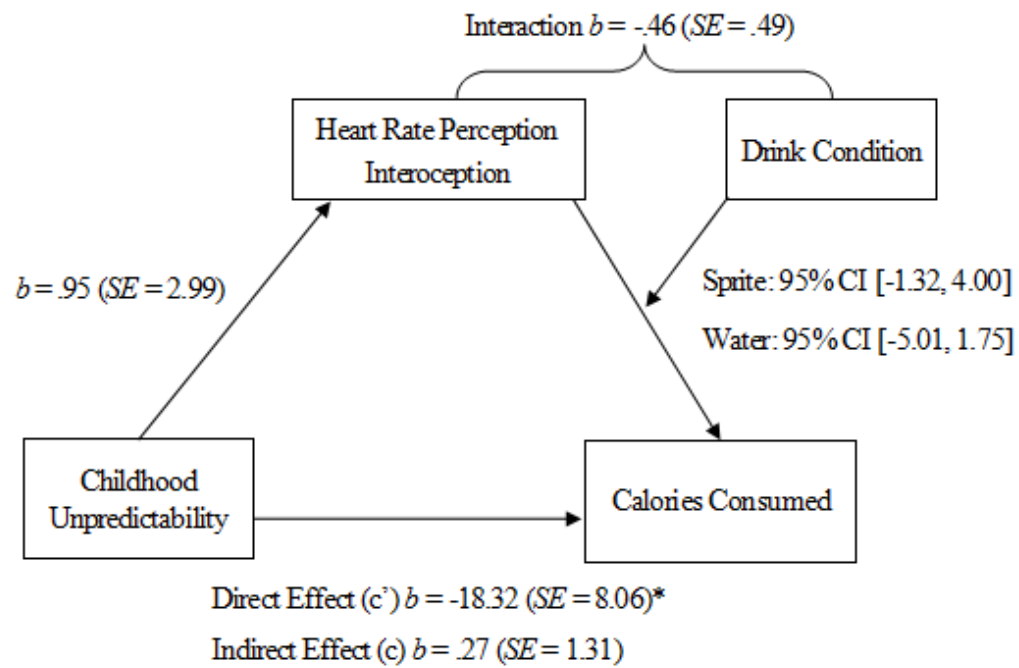 Interaction b = -.46 (SE = .49)
Heart Rate Perception
Interoception
Drink Condition
b = .95 (SE = 2.99)
Sprite: 95% CI [-1.32, 4.00]
Water: 95% CI [-5.01, 1.75]
Childhood
Unpredictability
Calories Consumed
Direct Effect (c’) b = -18.32 (SE = 8.06)*
Indirect Effect (c) b = .27 (SE = 1.31)